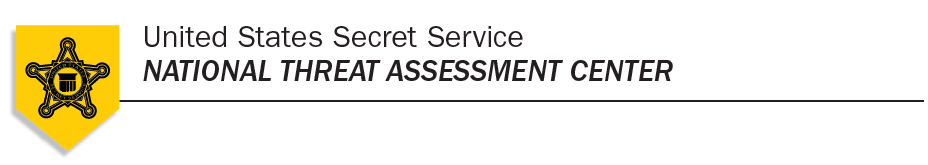 United States Secret Service
NATIONAL THREAT ASSESSMENT CENTER